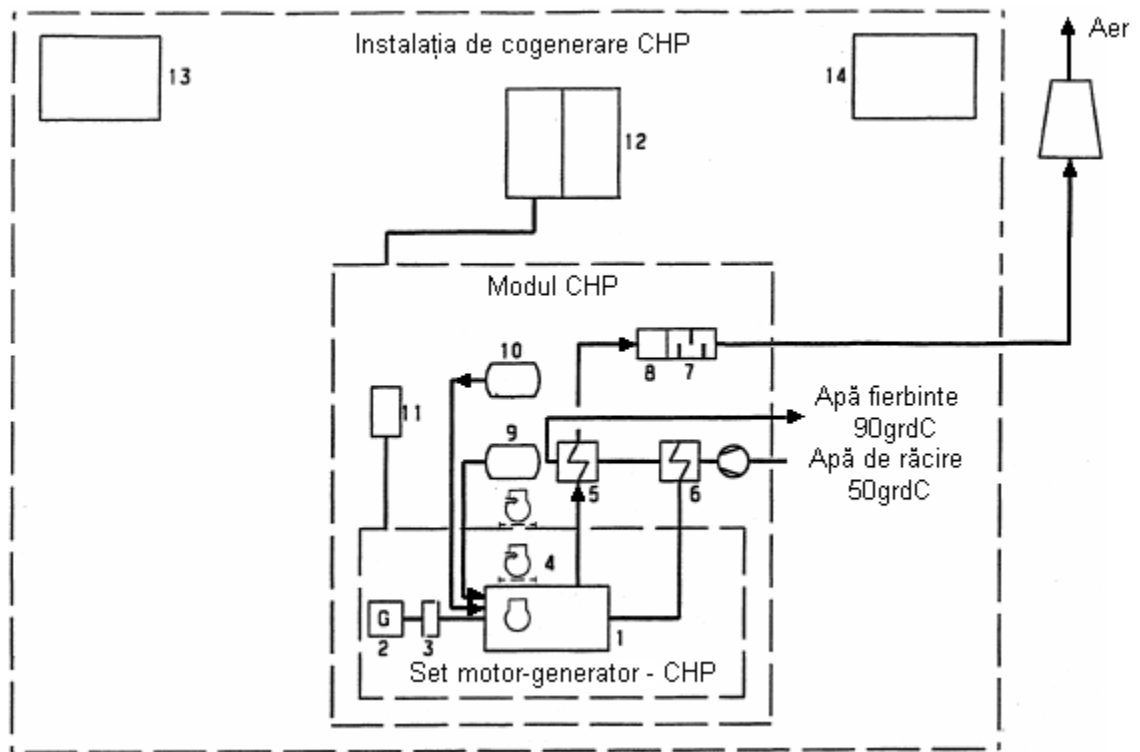 Instalația de cogenerare CHP
Aer
13
14
12
Modul CHP
10
8
7
11
Apă fierbinte
90grdC
9
Apă de răcire
50grdC
5
6
4
G
2
3
1
Set motor-generator - CHP